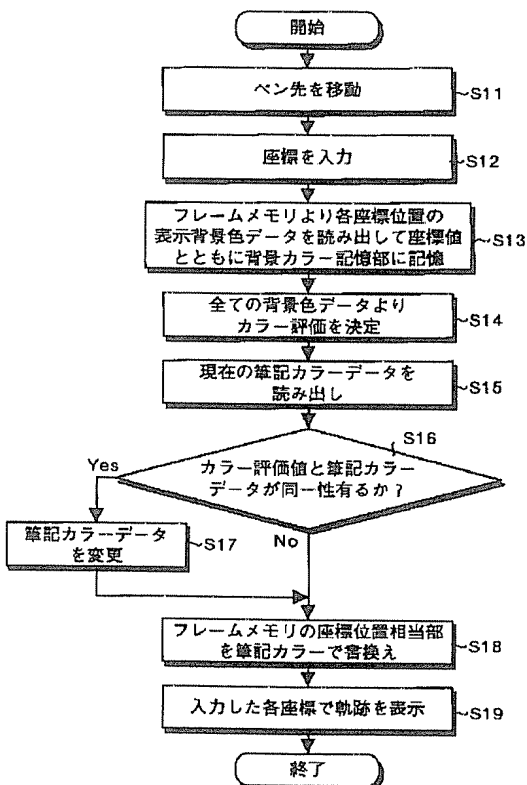 開始
ペン先を移動
S11
座標を入力
S12
フレームメモリより各座標位置の
表示背景色データを読み出して座標値
とともに背景カラー記憶部に記憶
S13
全ての背景色データより
カラー評価を決定
S14
現在の筆記カラーデータを
読み出し
S15
S16
カラー評価値と筆記カラー
データが同一性有るか？
Yes
No
筆記カラーデータ
を変更
S17
フレームメモリの座標位置相当部
を筆記カラーで書換え
S18
入力した各座標で軌跡を表示
S19
終了